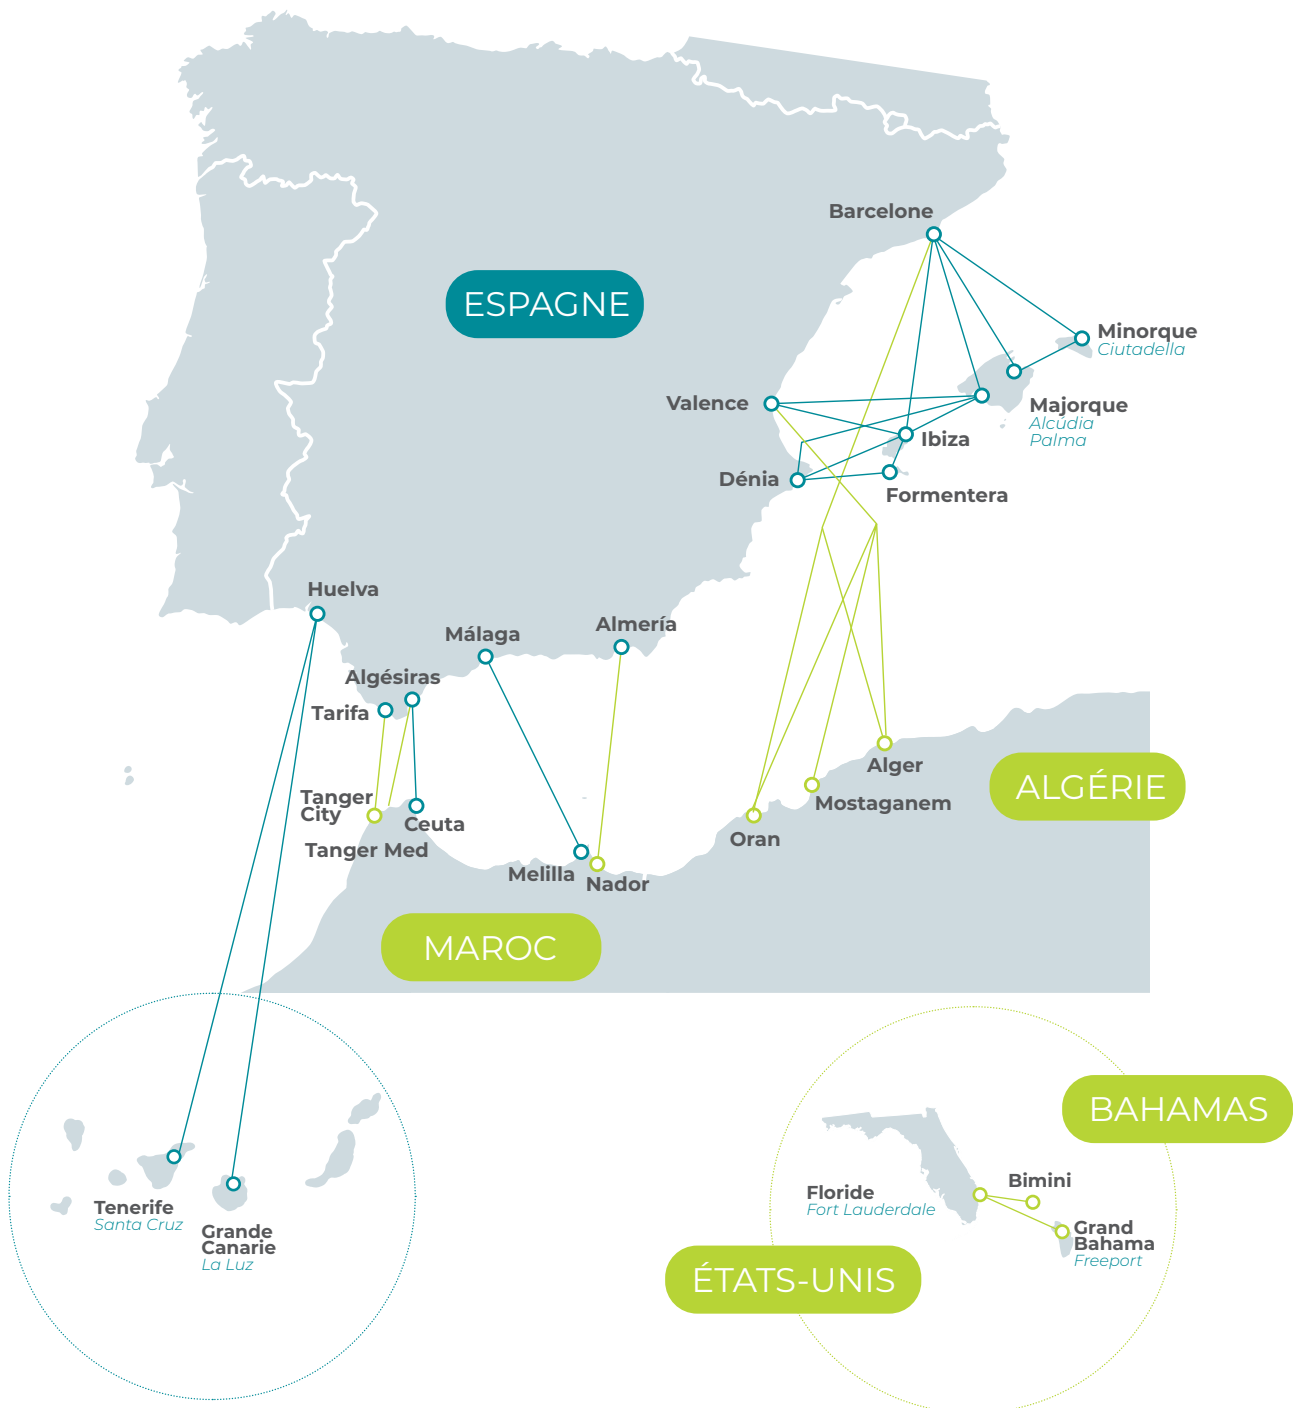 Barcelone
ESPAGNE
Minorque
Ciutadella
Valence
Majorque
Alcúdia
Palma
Ibiza
Dénia
Formentera
Huelva
Málaga
Almería
Algésiras
Tarifa
Alger
ALGÉRIE
Tanger
City
Mostaganem
Ceuta
Oran
Tanger Med
Melilla
Nador
MAROC
BAHAMAS
Bimini
Floride
Fort Lauderdale
Tenerife
Santa Cruz
Grand
Bahama
Freeport
Grande
Canarie
La Luz
ÉTATS-UNIS